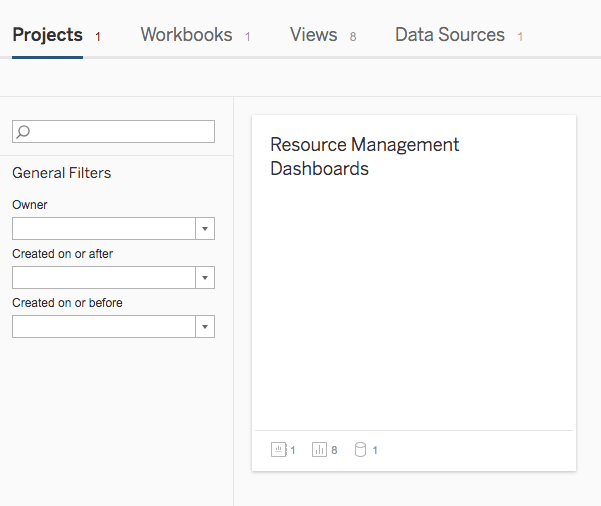 Projects 1 Workbooks 1 Views 8 Data Sources 1
General Filters
Owner
Created on or after
Created on or before
Resource Management
Dashboards
1 8 1